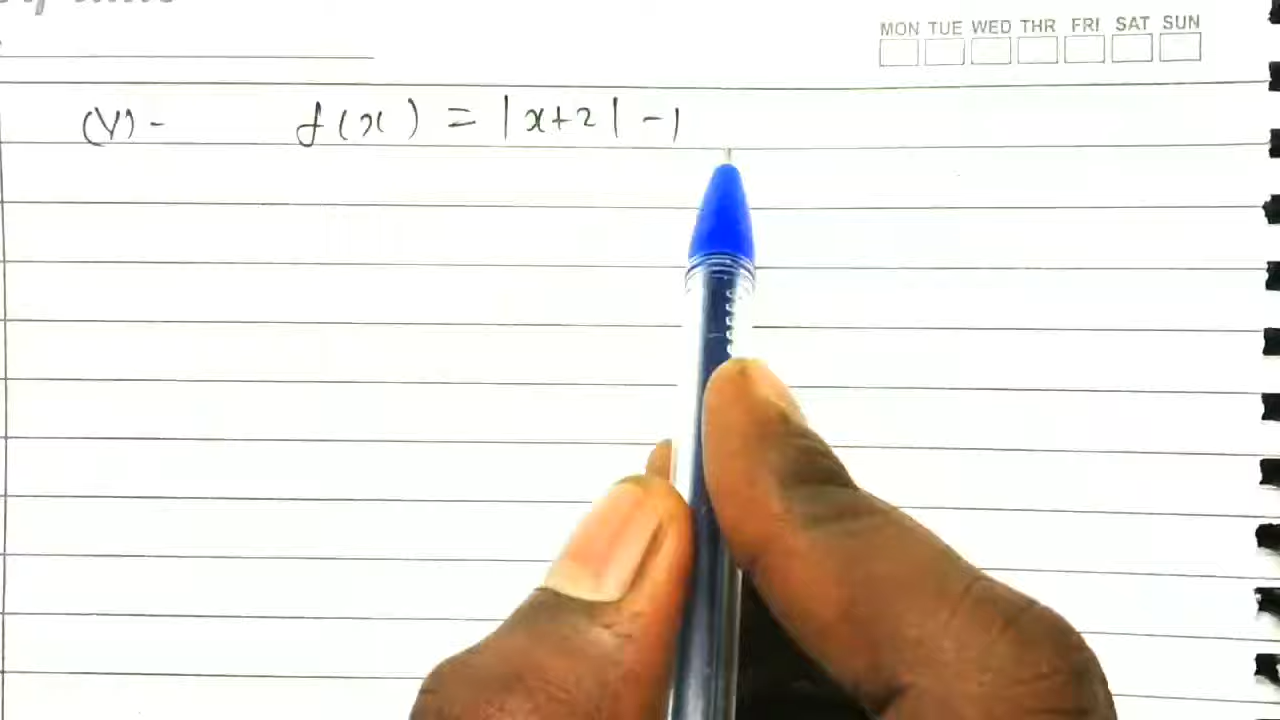 MON TUE WED THR FRI SAT SUN
(V) - f(x) = |x+2| -1